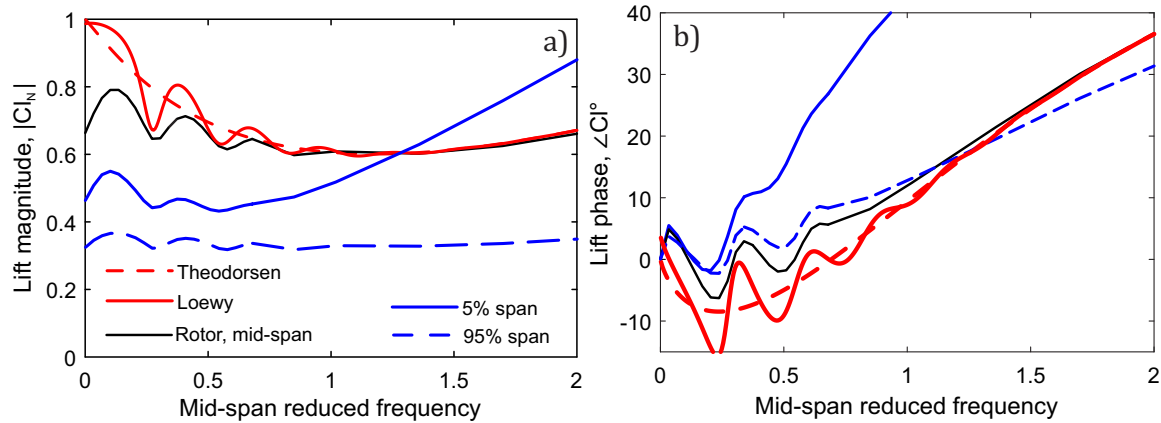 a)
Lift magnitude, |Cl_N|
1
0.8
0.6
0.4
0.2
0
Theodorsen
Loewy
Rotor, mid-span
5% span
95% span
0 0.5 1 1.5 2
Mid-span reduced frequency
b)
Lift phase, ∠Cl°
40
30
20
10
0
-10
0 0.5 1 1.5 2
Mid-span reduced frequency